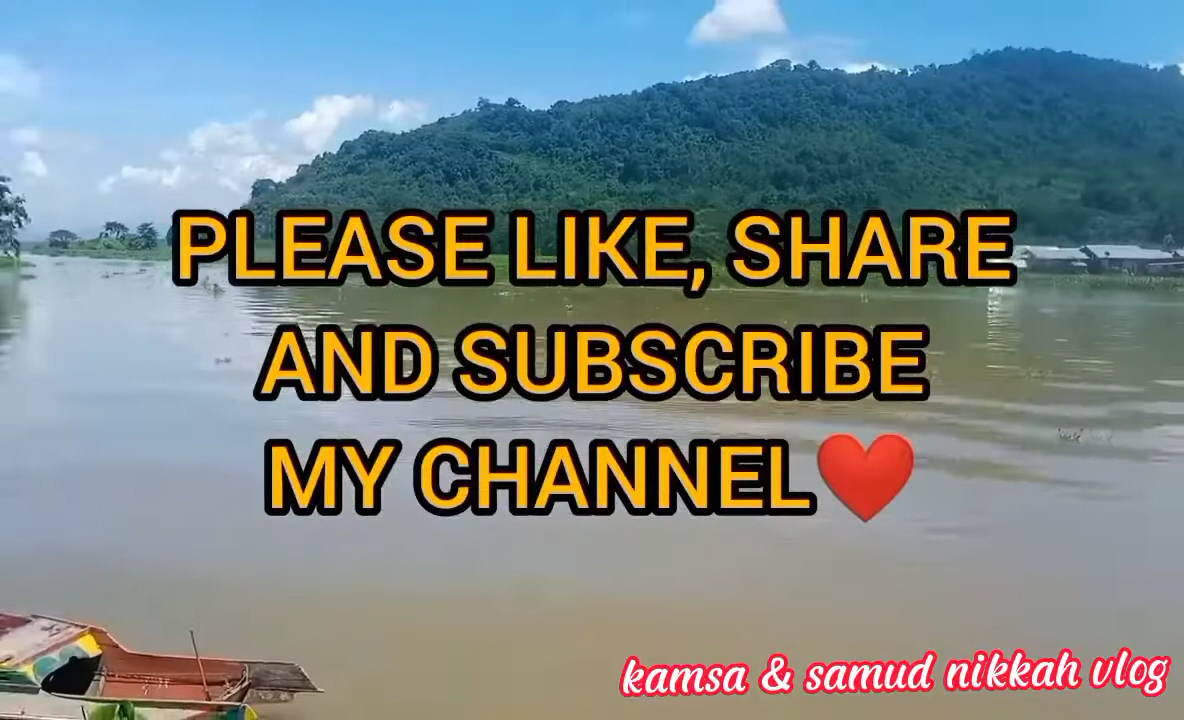 PLEASE LIKE, SHARE
AND SUBSCRIBE
MY CHANNEL❤️
kamsa & samud nikkah vlog